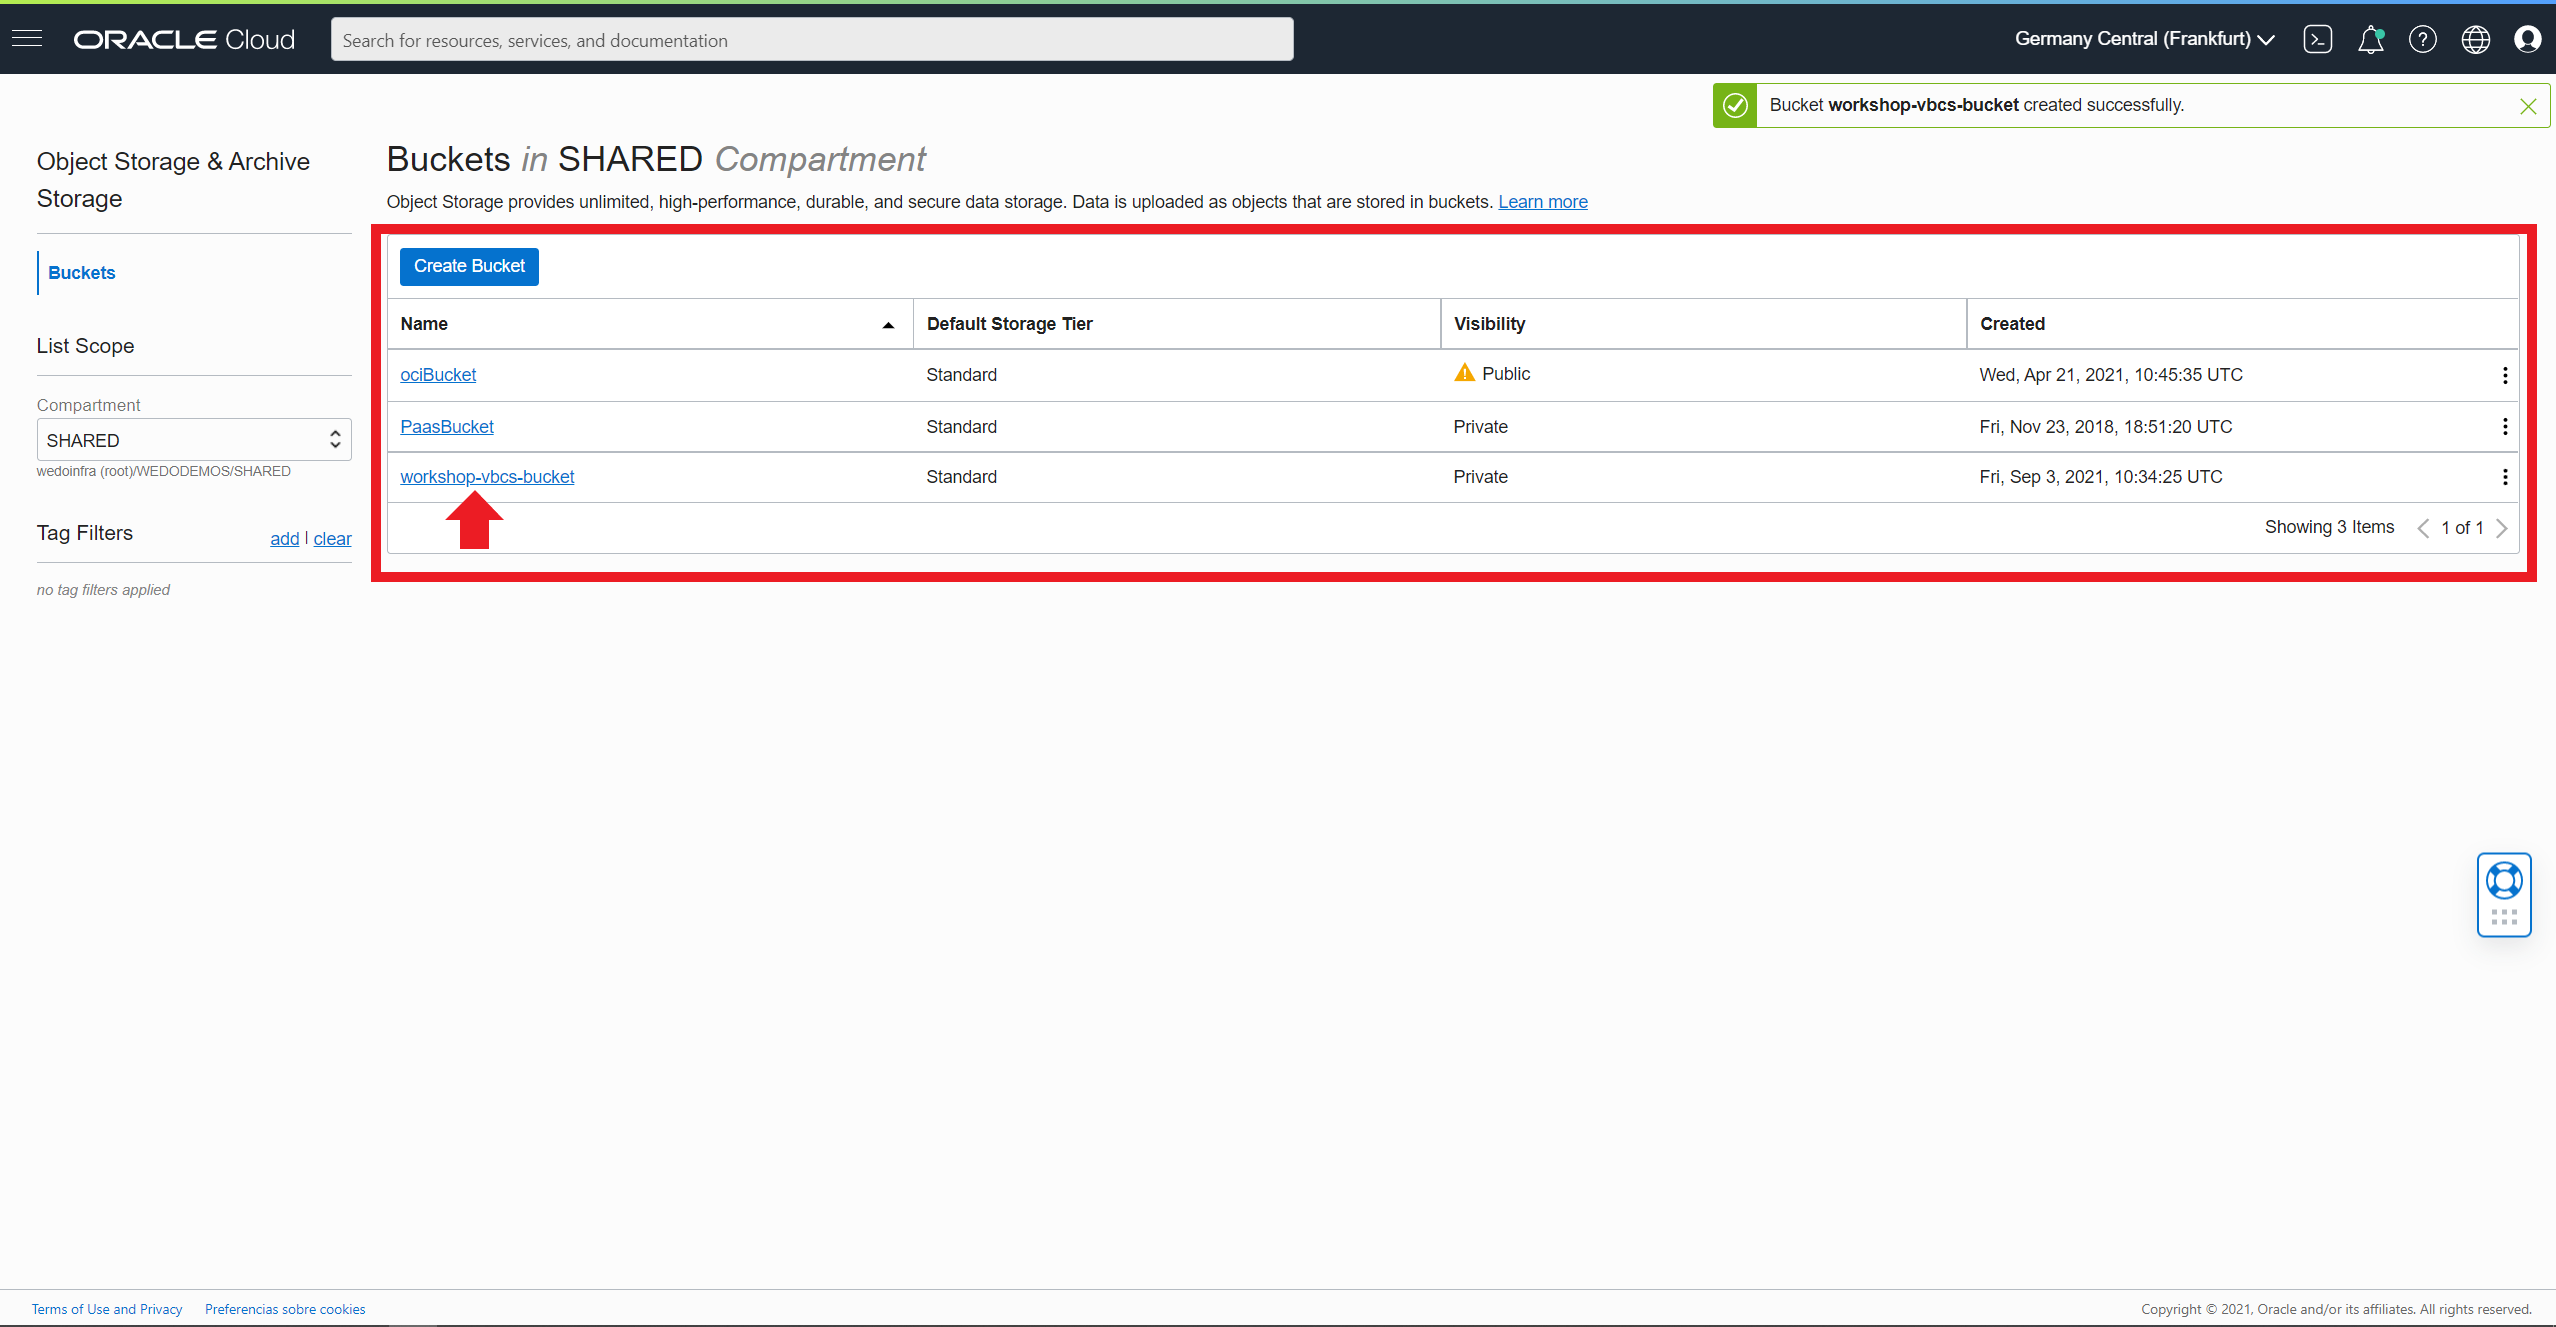 ORACLE Cloud
Search for resources, services, and documentation
Germany Central (Frankfurt)
Bucket workshop-vbcs-bucket created successfully.
Object Storage & Archive
Storage
Buckets
List Scope
Compartment
SHARED
wedoinfra (root)/WEDODEMOS/SHARED
Tag Filters
add | clear
no tag filters applied
Buckets in SHARED Compartment
Object Storage provides unlimited, high-performance, durable, and secure data storage. Data is uploaded as objects that are stored in buckets. Learn more
Create Bucket
Name Default Storage Tier Visibility Created
ociBucket Standard Public Wed, Apr 21, 2021, 10:45:35 UTC
PaasBucket Standard Private Fri, Nov 23, 2018, 18:51:20 UTC
workshop-vbcs-bucket Standard Private Fri, Sep 3, 2021, 10:34:25 UTC
Showing 3 Items 1 of 1
Terms of Use and Privacy Preferencias sobre cookies
Copyright © 2021, Oracle and/or its affiliates. All rights reserved.